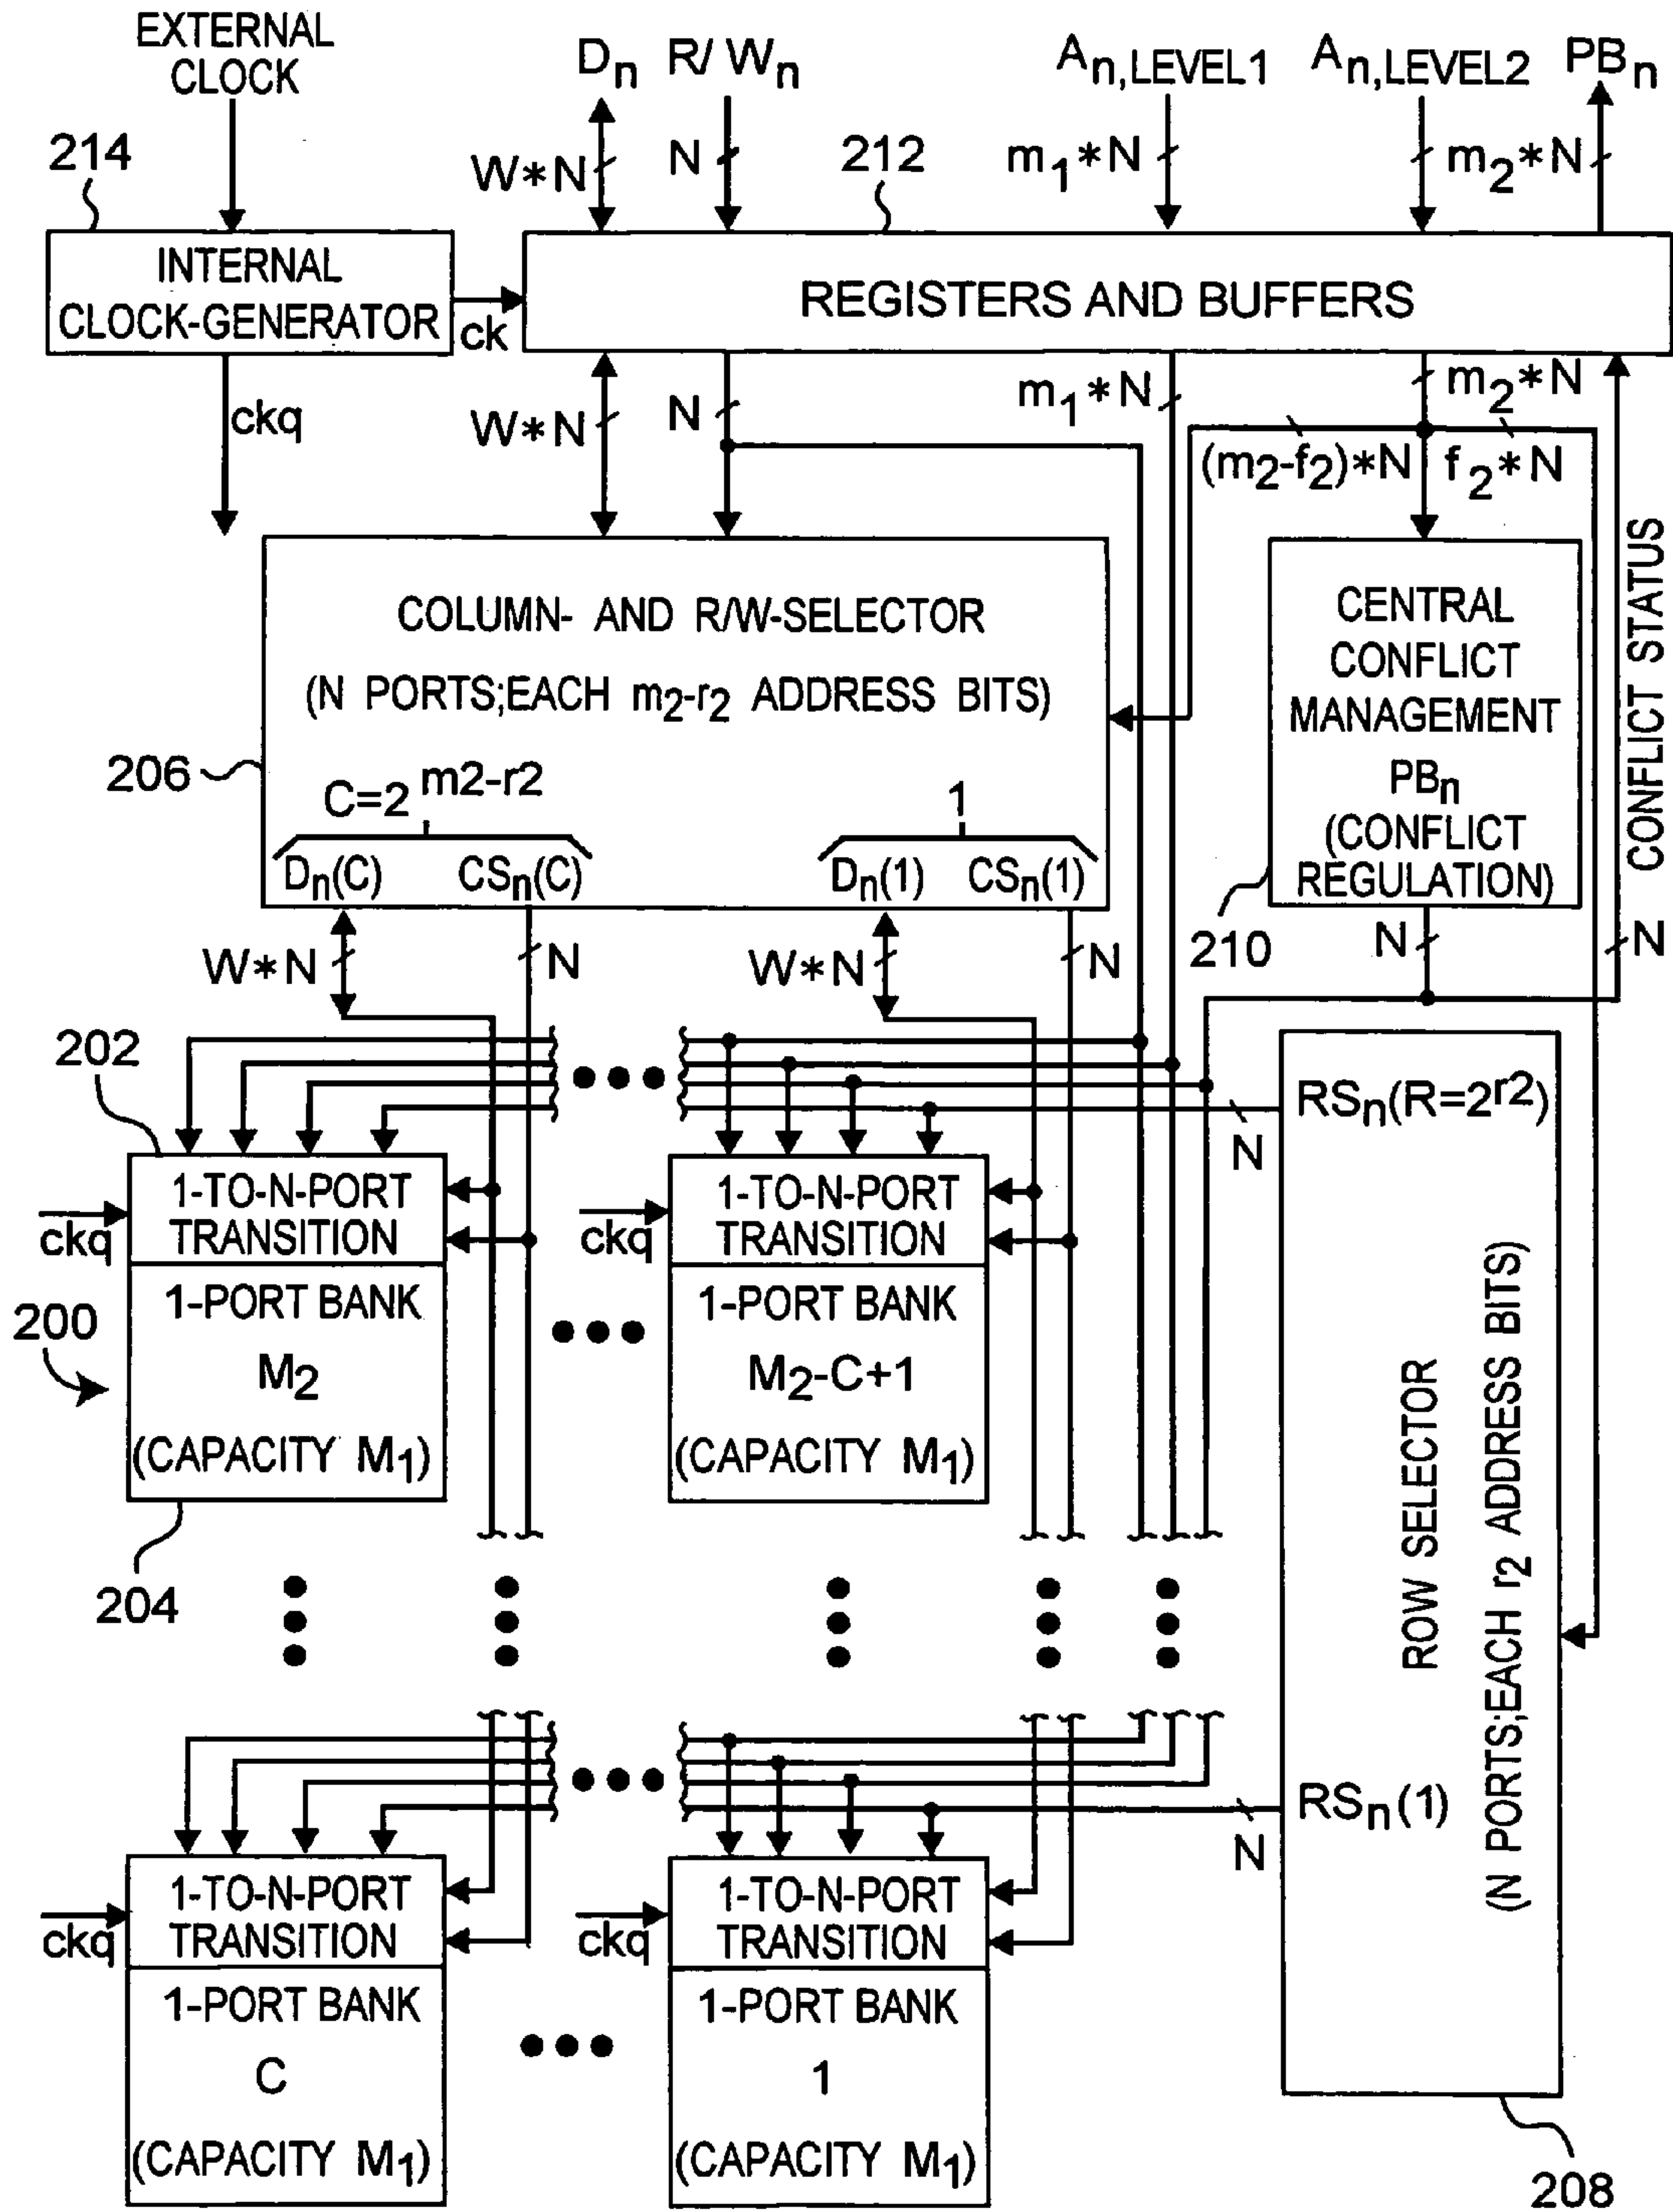 EXTERNAL
CLOCK
Dn R/ Wn An,LEVEL1 An,LEVEL2 PBn
214
W*N N m1*N 212 m2*N
INTERNAL
CLOCK-GENERATOR
ck
REGISTERS AND BUFFERS
ckq
W*N N m1*N m2*N
(m2-f2)*N f2*N
CONFLICT STATUS
COLUMN- AND R/W-SELECTOR
(N PORTS;EACH m2-r2 ADDRESS BITS)
206
C=2 m2-r2
1
Dn(C) CSn(C) Dn(1) CSn(1)
CENTRAL
CONFLICT
MANAGEMENT
PBn
(CONFLICT
REGULATION)
210
W*N N W*N N N N
202
RSn(R=2r2)
N
1-TO-N-PORT
TRANSITION
ckq
1-PORT BANK
M2
(CAPACITY M1)
200
204
1-TO-N-PORT
TRANSITION
ckq
1-PORT BANK
M2-C+1
(CAPACITY M1)
ROW SELECTOR
(N PORTS;EACH r2 ADDRESS BITS)
RSn(1)
N
1-TO-N-PORT
TRANSITION
ckq
1-PORT BANK
C
(CAPACITY M1)
1-TO-N-PORT
TRANSITION
ckq
1-PORT BANK
1
(CAPACITY M1)
208